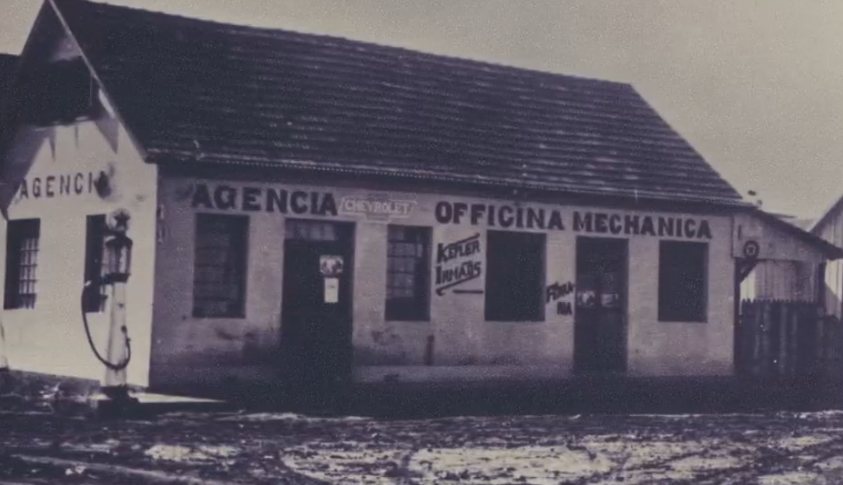 AGENCIA
AGENCIA CHEVROLET OFFICINA MECHANICA
KEPLER
IRMÃOS